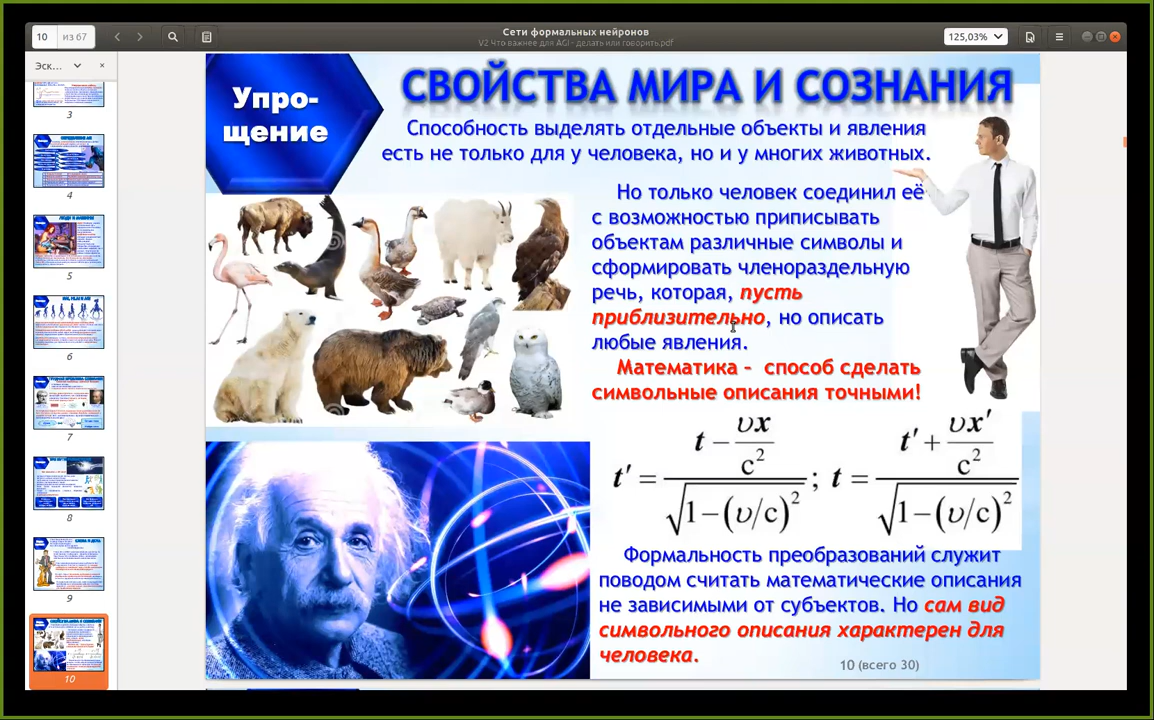 10
из 67
Сети формальных нейронов
V2 Что важнее для AGI - делать или говорить.pdf
125,03%
Эск...
3
4
5
6
7
8
9
10
Упро-
щение
СВОЙСТВА МИРА И СОЗНАНИЯ
Способность выделять отдельные объекты и явления
есть не только для у человека, но и у многих животных.
Но только человек соединил её
с возможностью приписывать
объектам различные символы и
сформировать членораздельную
речь, которая, пусть
приблизительно, но описать
любые явления.
Математика - способ сделать
символьные описания точными!
t′ = (t − υx/c²) / √(1−(υ/c)²) ; t = (t′ + υx′/c²) / √(1−(υ/c)²)
Формальность преобразований служит
поводом считать математические описания
не зависимыми от субъектов. Но сам вид
символьного описания характерен для
человека.
10 (всего 30)